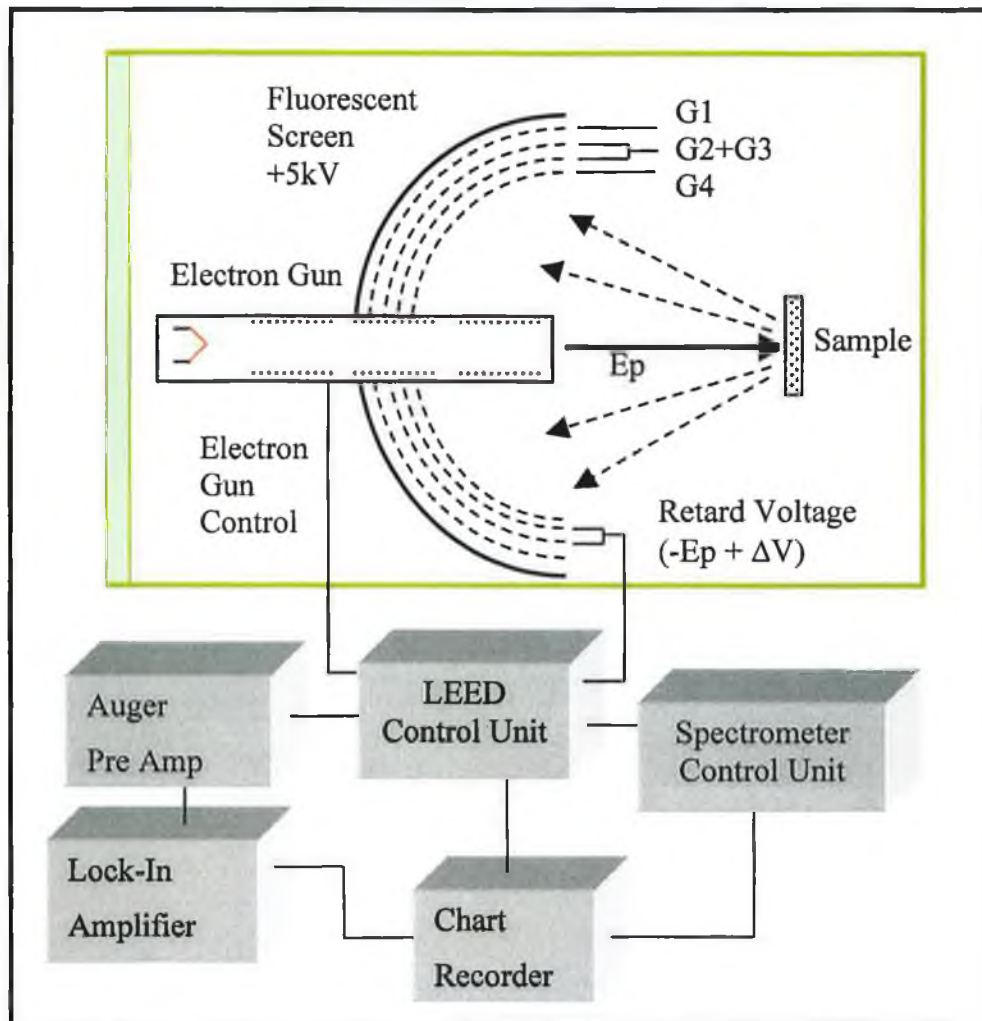 Fluorescent
Screen
+5kV
G1
G2+G3
G4
Electron Gun
Ep
Sample
Electron
Gun
Control
Retard Voltage
(-Ep + ΔV)
Auger
Pre Amp
LEED
Control Unit
Spectrometer
Control Unit
Lock-In
Amplifier
Chart
Recorder